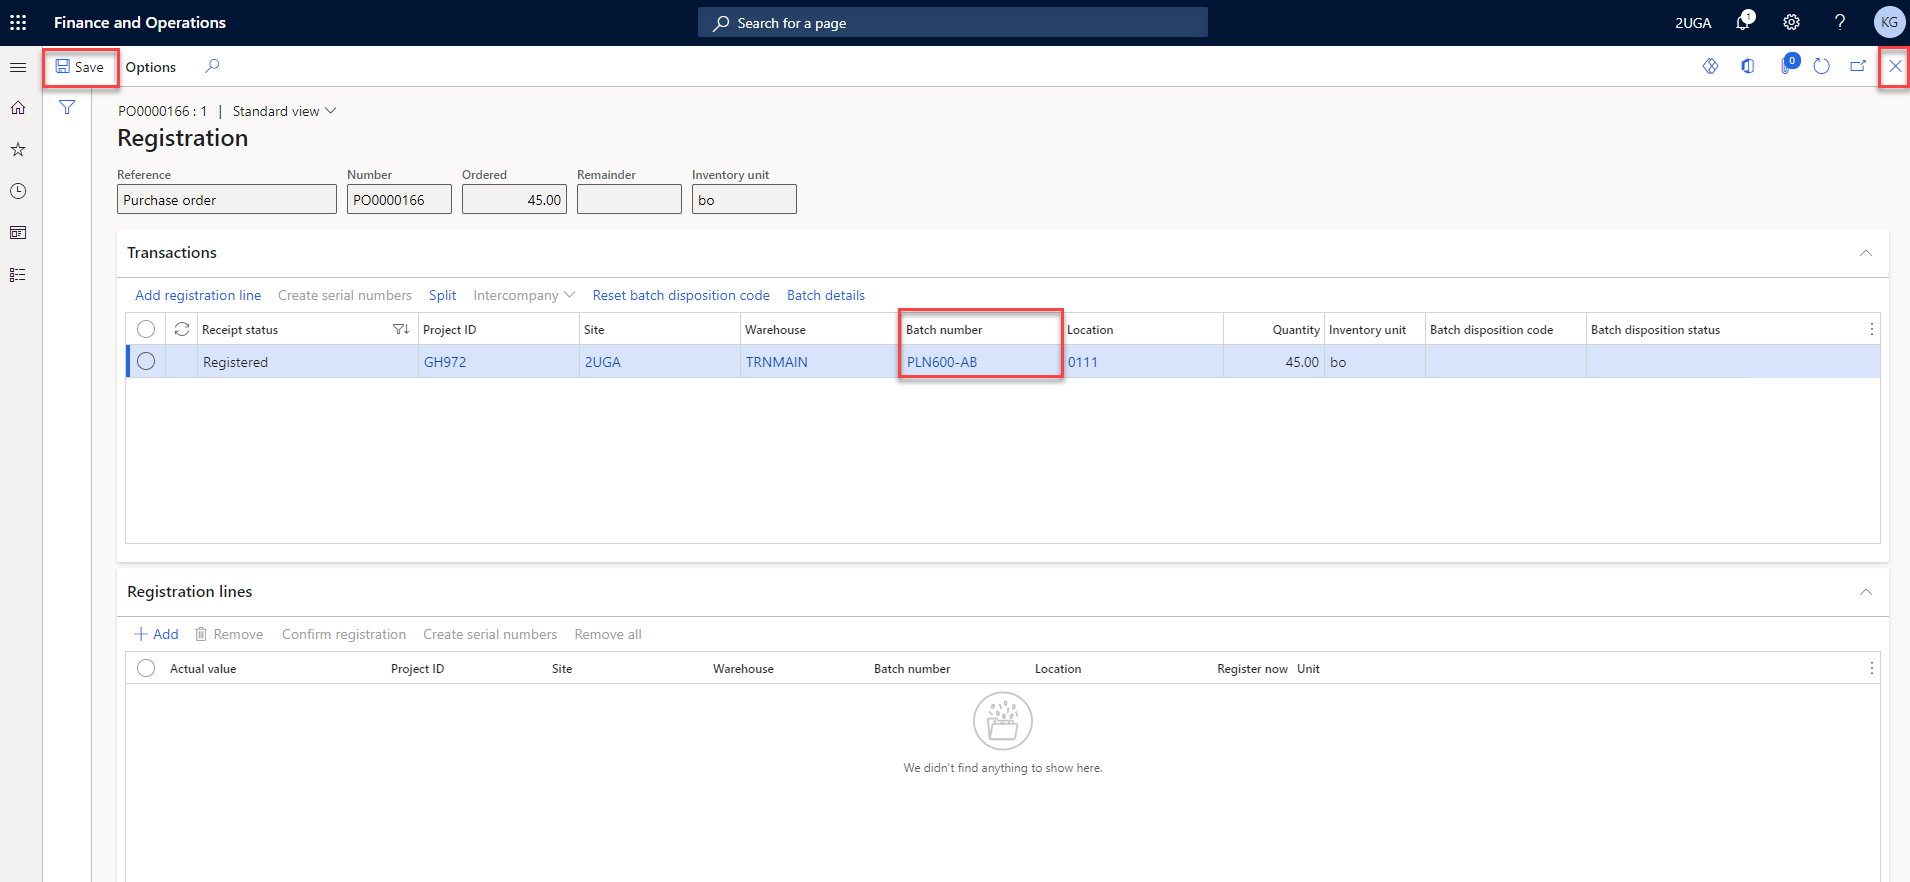 Finance and Operations
Search for a page
2UGA
1
KG
Save
Options
0
PO0000166 : 1 | Standard view
Registration
Reference Number Ordered Remainder Inventory unit
Purchase order PO0000166 45.00 bo
Transactions
Add registration line Create serial numbers Split Intercompany Reset batch disposition code Batch details
Receipt status Project ID Site Warehouse Batch number Location Quantity Inventory unit Batch disposition code Batch disposition status
Registered GH972 2UGA TRNMAIN PLN600-AB 0111 45.00 bo
Registration lines
Add Remove Confirm registration Create serial numbers Remove all
Actual value Project ID Site Warehouse Batch number Location Register now Unit
We didn't find anything to show here.